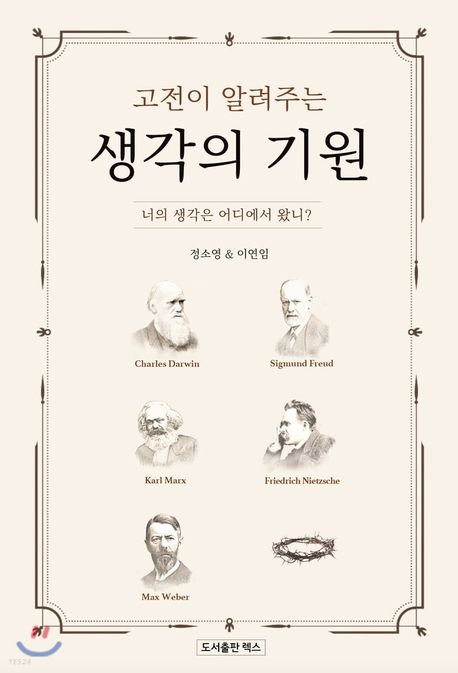 고전이 알려주는
생각의 기원
너의 생각은 어디에서 왔니?
정소영 & 이연임
Charles Darwin
Sigmund Freud
Karl Marx
Friedrich Nietzsche
Max Weber
도서출판 렉스
YES24